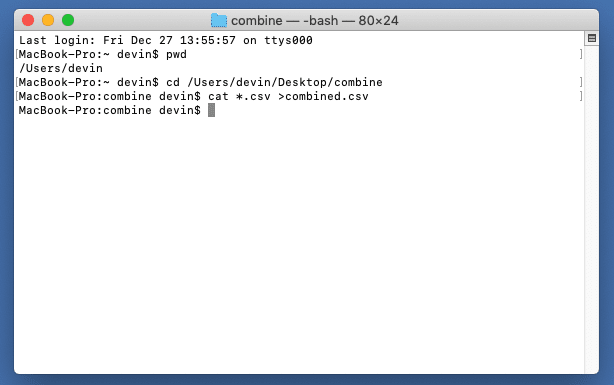 combine — -bash — 80×24
Last login: Fri Dec 27 13:55:57 on ttys000
[MacBook-Pro:~ devin$ pwd ]
/Users/devin
[MacBook-Pro:~ devin$ cd /Users/devin/Desktop/combine ]
[MacBook-Pro:combine devin$ cat *.csv >combined.csv ]
MacBook-Pro:combine devin$